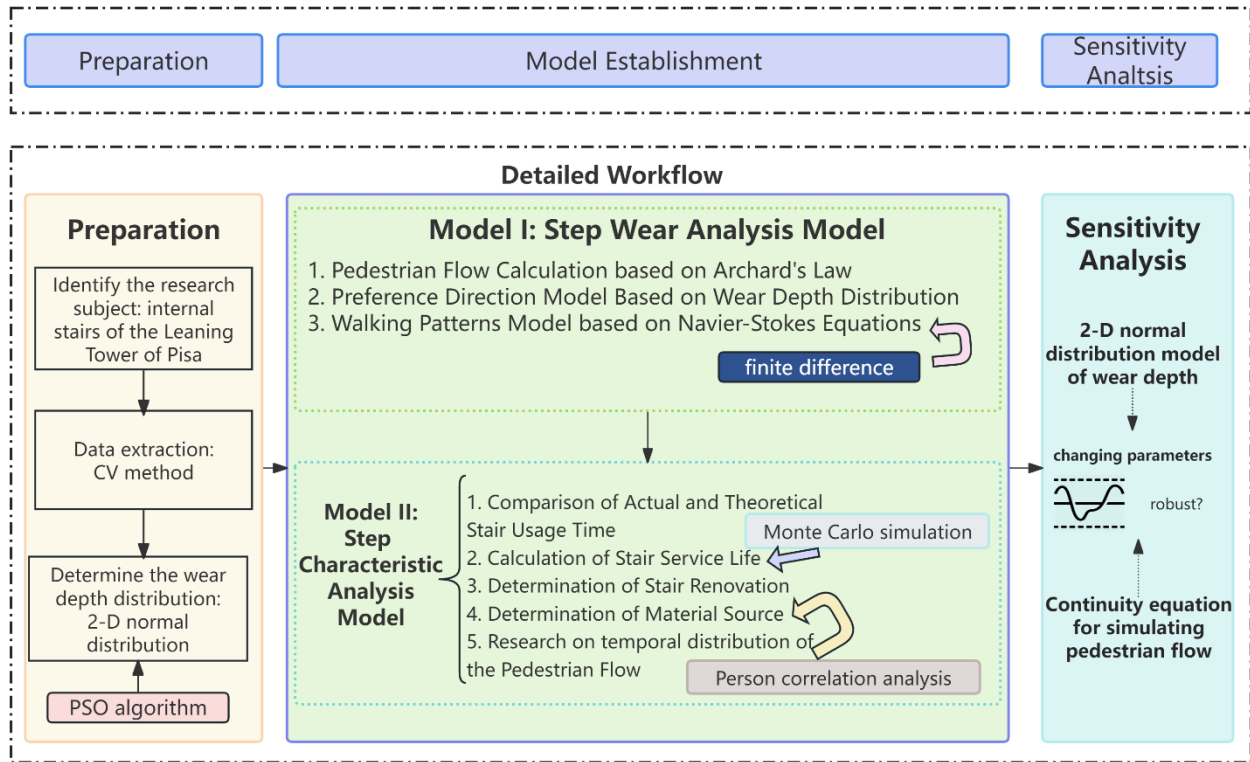 Preparation
Model Establishment
Sensitivity
Analtsis
Detailed Workflow
Preparation
Identify the research
subject: internal
stairs of the Leaning
Tower of Pisa
Data extraction:
CV method
Determine the wear
depth distribution:
2-D normal
distribution
PSO algorithm
Model I: Step Wear Analysis Model
1. Pedestrian Flow Calculation based on Archard's Law
2. Preference Direction Model Based on Wear Depth Distribution
3. Walking Patterns Model based on Navier-Stokes Equations
finite difference
Model II:
Step
Characteristic
Analysis
Model
1. Comparison of Actual and Theoretical
Stair Usage Time
Monte Carlo simulation
2. Calculation of Stair Service Life
3. Determination of Stair Renovation
4. Determination of Material Source
5. Research on temporal distribution of
the Pedestrian Flow
Person correlation analysis
Sensitivity
Analysis
2-D normal
distribution model
of wear depth
changing parameters
robust?
Continuity equation
for simulating
pedestrian flow